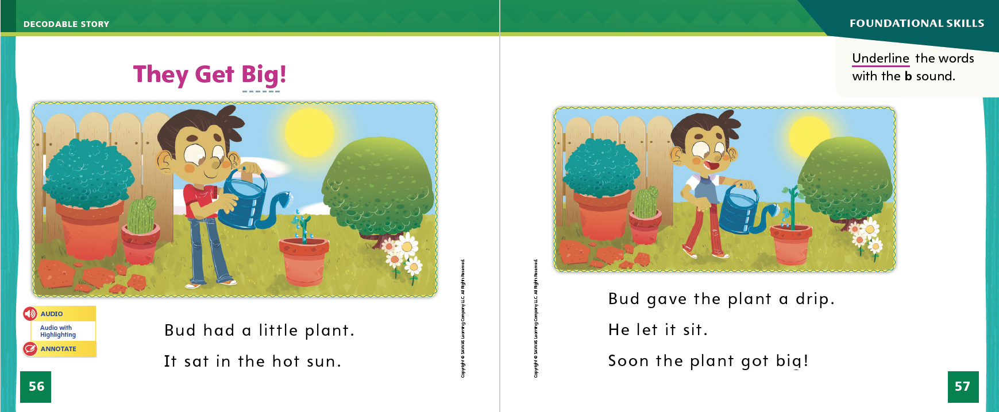 DECODABLE STORY
They Get Big!
AUDIO
Audio with
Highlighting
ANNOTATE
Bud had a little plant.
It sat in the hot sun.
Copyright © SAVVAS Learning Company LLC. All Rights Reserved.
56
FOUNDATIONAL SKILLS
Underline the words
with the b sound.
Copyright © SAVVAS Learning Company LLC. All Rights Reserved.
Bud gave the plant a drip.
He let it sit.
Soon the plant got big!
57